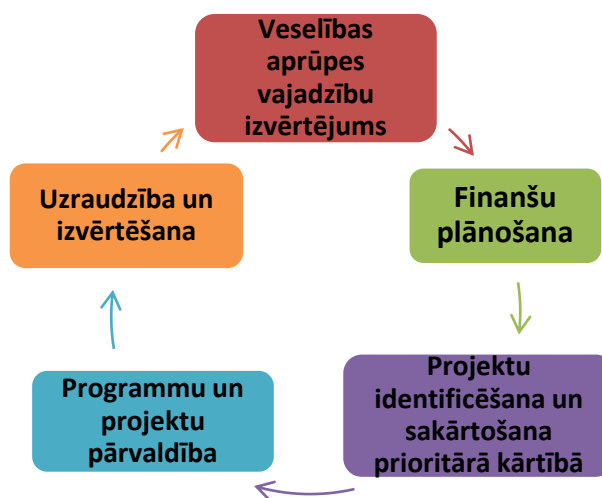 Veselības
aprūpes
vajadzību
izvērtējums
Finanšu
plānošana
Projektu
identificēšana un
sakārtošana
prioritārā kārtībā
Programmu un
projektu
pārvaldība
Uzraudzība un
izvērtēšana